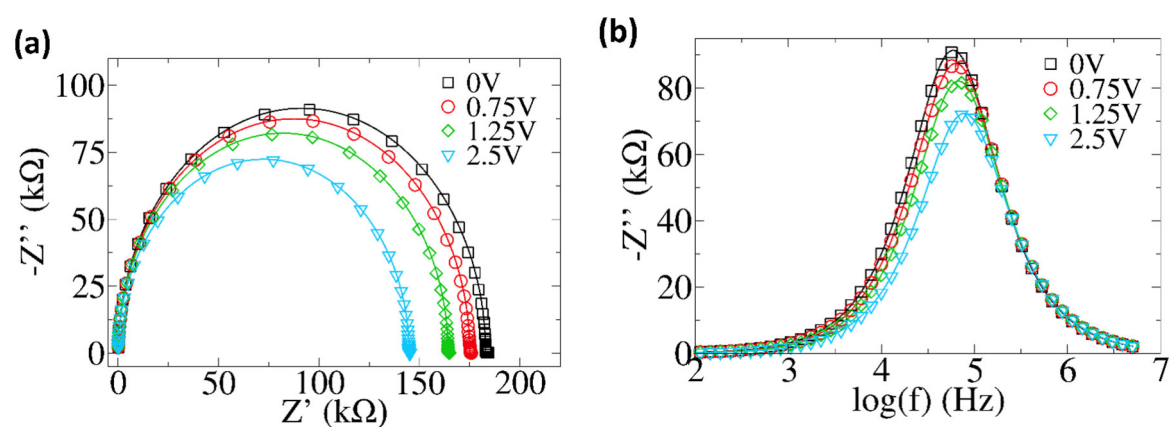 (a)
100
75
50
25
0
-Z'' (kΩ)
0 50 100 150 200
Z' (kΩ)
0V
0.75V
1.25V
2.5V
(b)
80
60
40
20
0
-Z'' (kΩ)
2 3 4 5 6 7
log(f) (Hz)
0V
0.75V
1.25V
2.5V